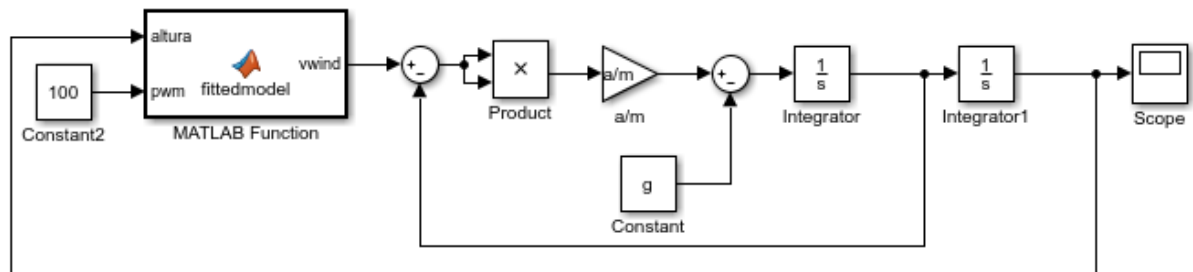 altura
100
pwm
Constant2
fittedmodel
vwind
MATLAB Function
+
−
×
Product
a/m
a/m
+
−
g
Constant
1
s
Integrator
1
s
Integrator1
Scope